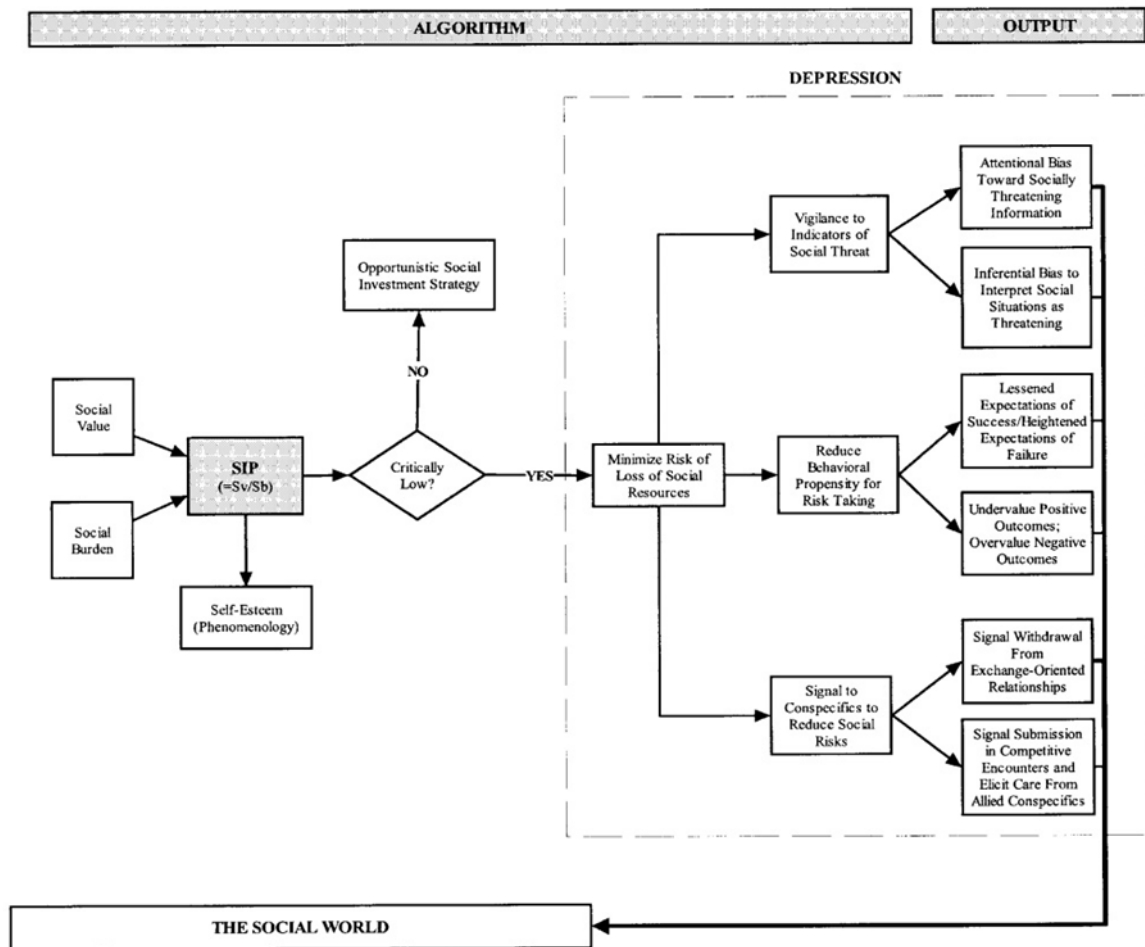 ALGORITHM
OUTPUT
DEPRESSION
Attentional Bias
Toward Socially
Threatening
Information
Vigilance to
Indicators of
Social Threat
Inferential Bias to
Interpret Social
Situations as
Threatening
Opportunistic Social
Investment Strategy
NO
Social
Value
SIP
(=Sv/Sb)
Critically
Low?
YES
Minimize Risk of
Loss of Social
Resources
Reduce
Behavioral
Propensity for
Risk Taking
Lessened
Expectations of
Success/Heightened
Expectations of
Failure
Undervalue Positive
Outcomes;
Overvalue Negative
Outcomes
Social
Burden
Self-Esteem
(Phenomenology)
Signal to
Conspecifics to
Reduce Social
Risks
Signal Withdrawal
From
Exchange-Oriented
Relationships
Signal Submission
in Competitive
Encounters and
Elicit Care From
Allied Conspecifics
THE SOCIAL WORLD